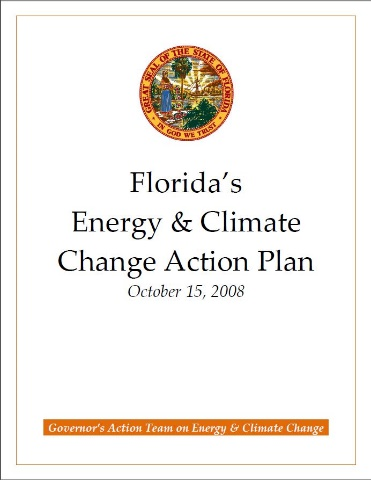 GREAT SEAL OF THE STATE OF FLORIDA
IN GOD WE TRUST
Florida's
Energy & Climate
Change Action Plan
October 15, 2008
Governor's Action Team on Energy & Climate Change